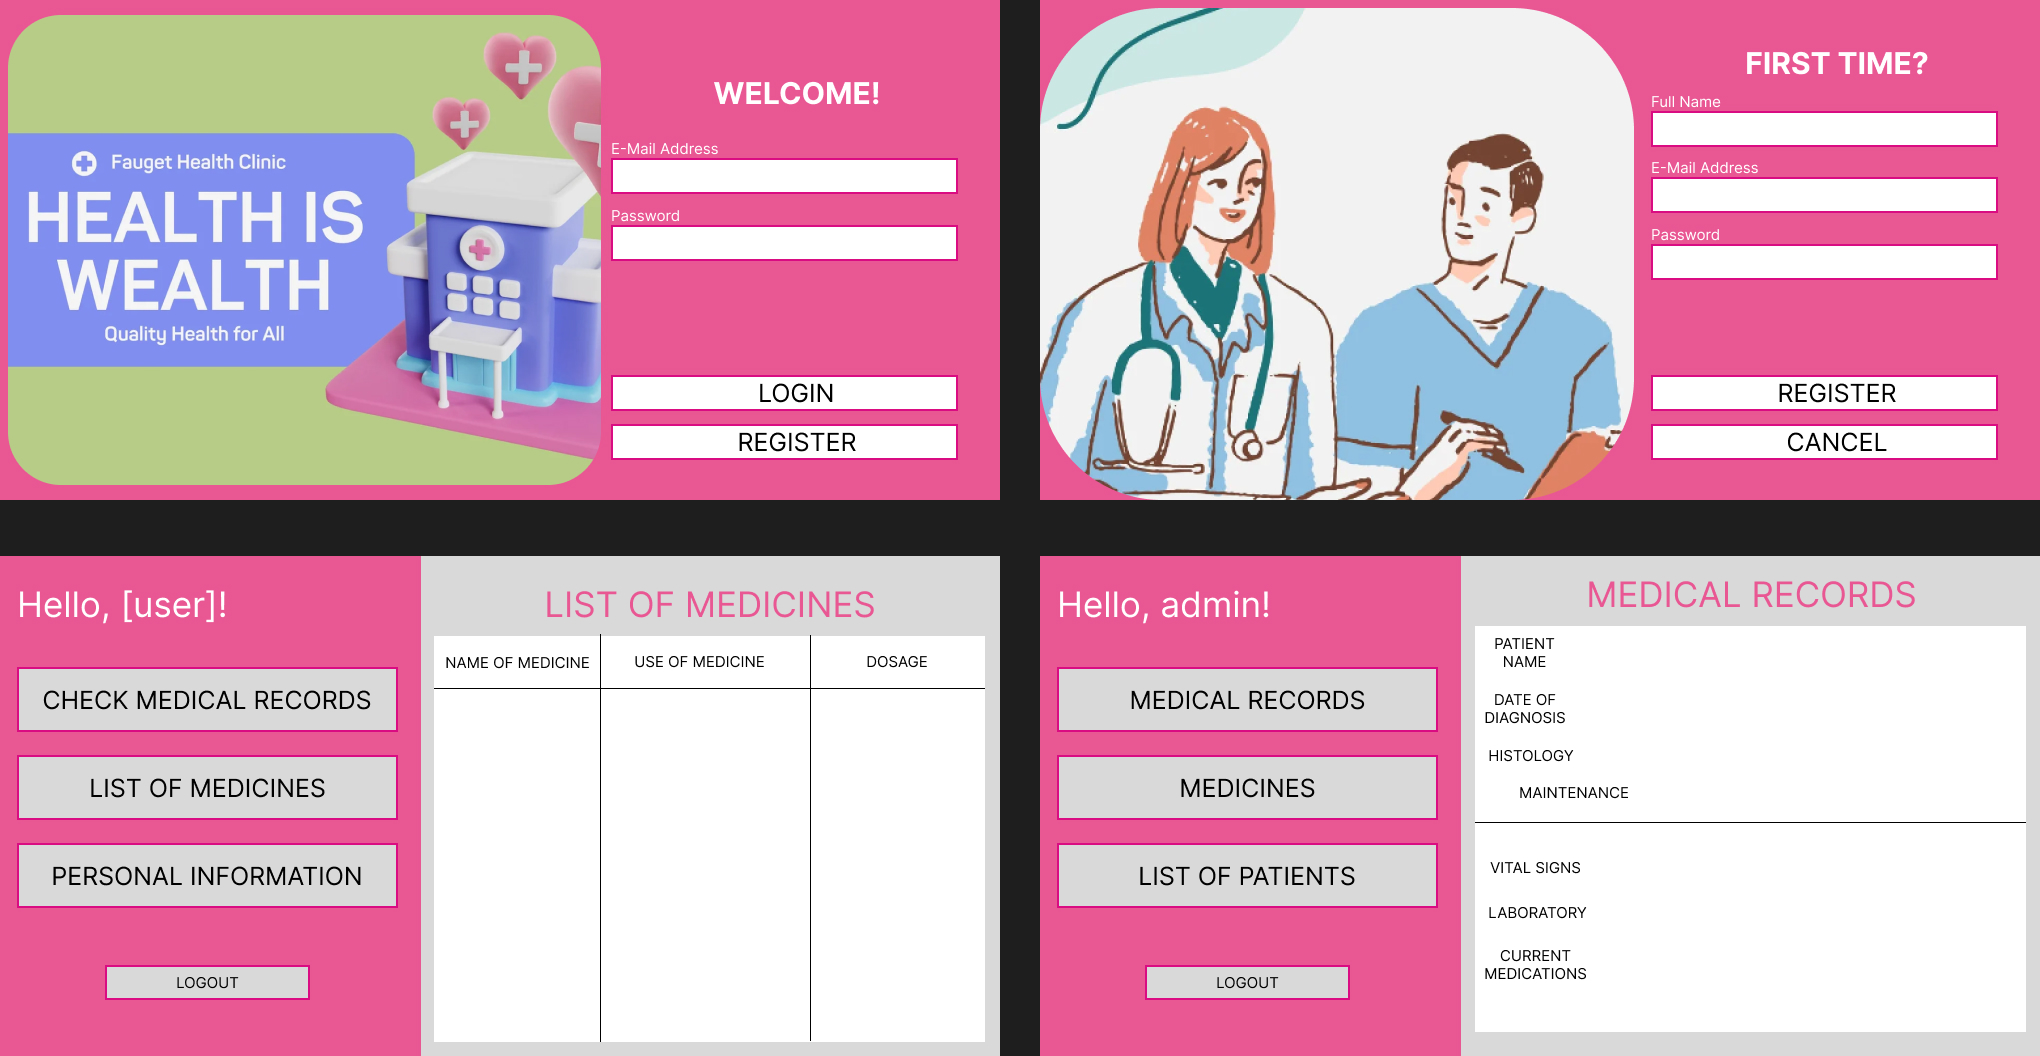 Fauget Health Clinic
HEALTH IS
WEALTH
Quality Health for All
WELCOME!
E-Mail Address
Password
LOGIN
REGISTER
FIRST TIME?
Full Name
E-Mail Address
Password
REGISTER
CANCEL
Hello, [user]!
CHECK MEDICAL RECORDS
LIST OF MEDICINES
PERSONAL INFORMATION
LOGOUT
LIST OF MEDICINES
NAME OF MEDICINE USE OF MEDICINE DOSAGE
Hello, admin!
MEDICAL RECORDS
MEDICINES
LIST OF PATIENTS
LOGOUT
MEDICAL RECORDS
PATIENT
NAME
DATE OF
DIAGNOSIS
HISTOLOGY
MAINTENANCE
VITAL SIGNS
LABORATORY
CURRENT
MEDICATIONS